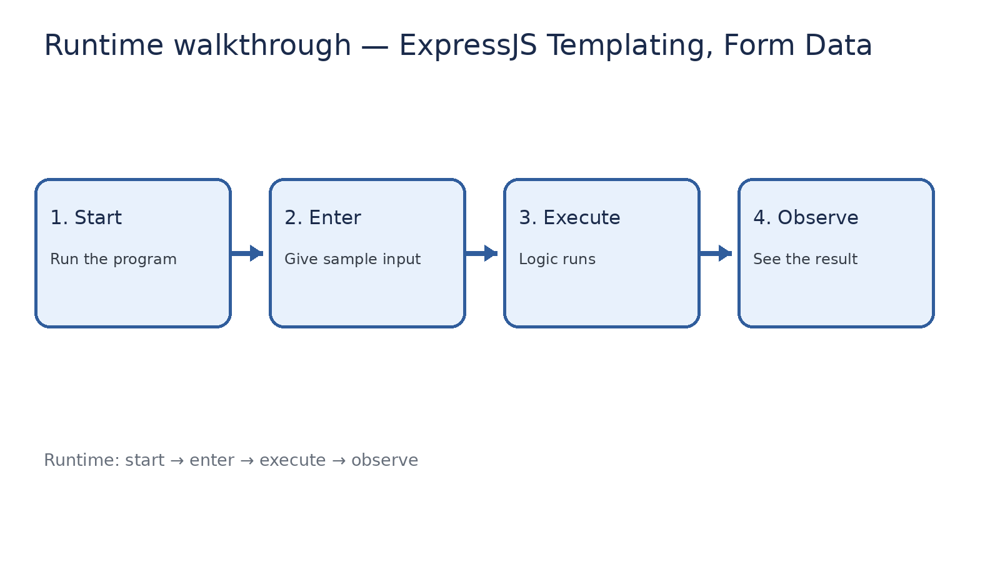 Runtime walkthrough — ExpressJS Templating, Form Data
1. Start
Run the program
2. Enter
Give sample input
3. Execute
Logic runs
4. Observe
See the result
Runtime: start → enter → execute → observe